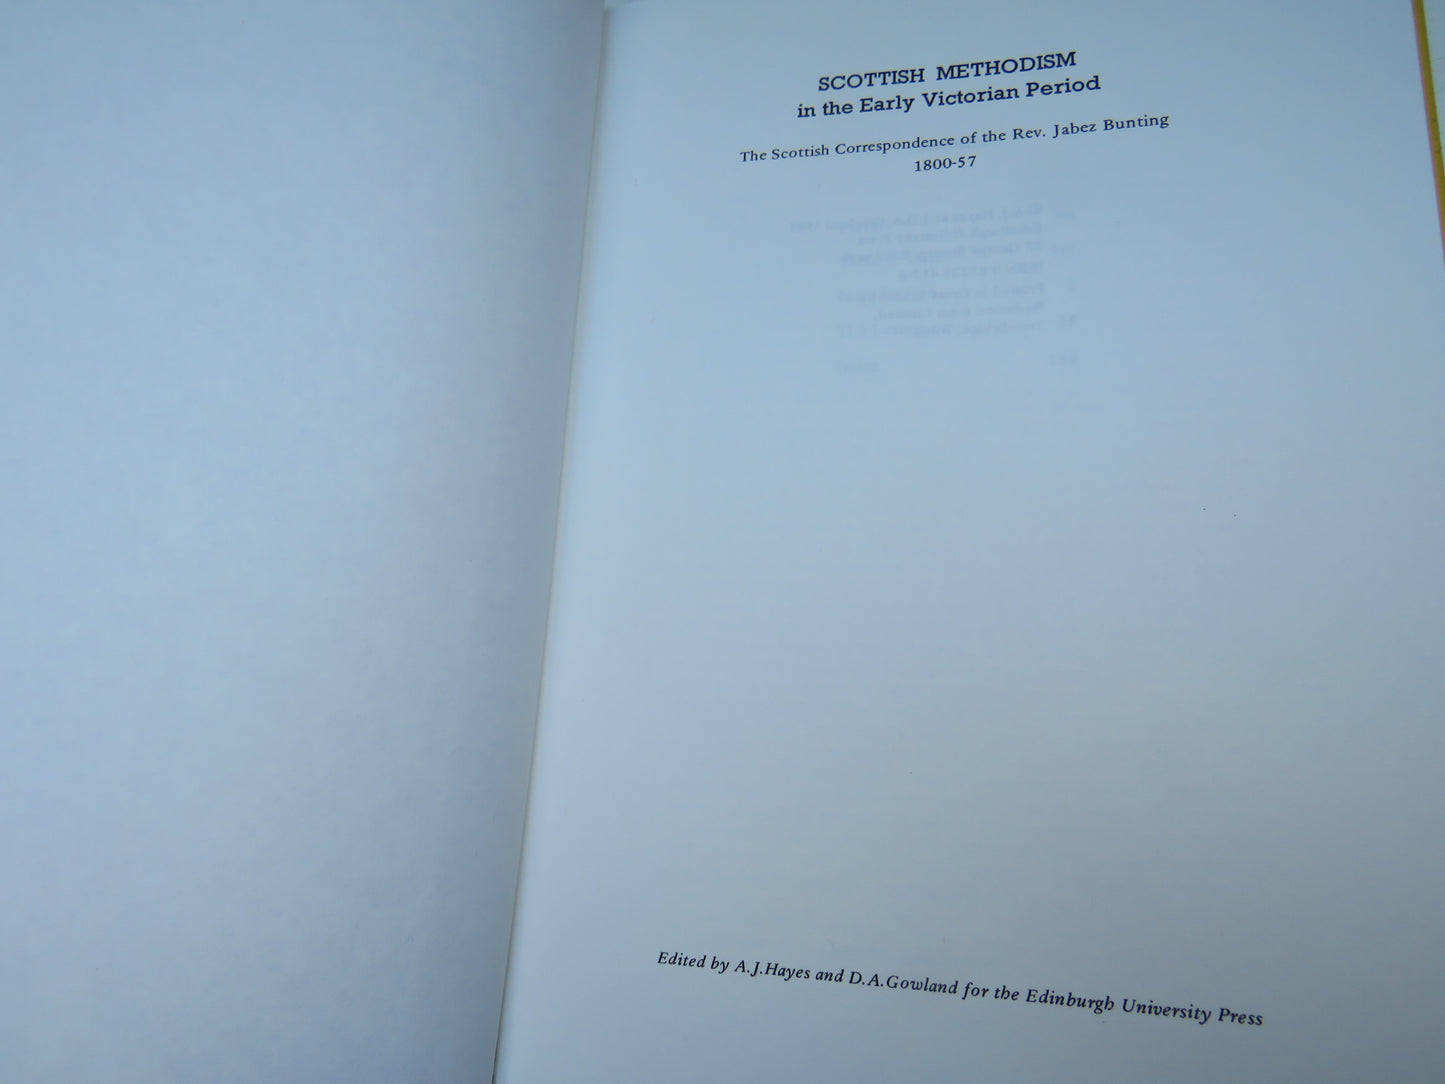 SCOTTISH METHODISM
in the Early Victorian Period
The Scottish Correspondence of the Rev. Jabez Bunting
1800-57
Edited by A.J.Hayes and D.A.Gowland for the Edinburgh University Press